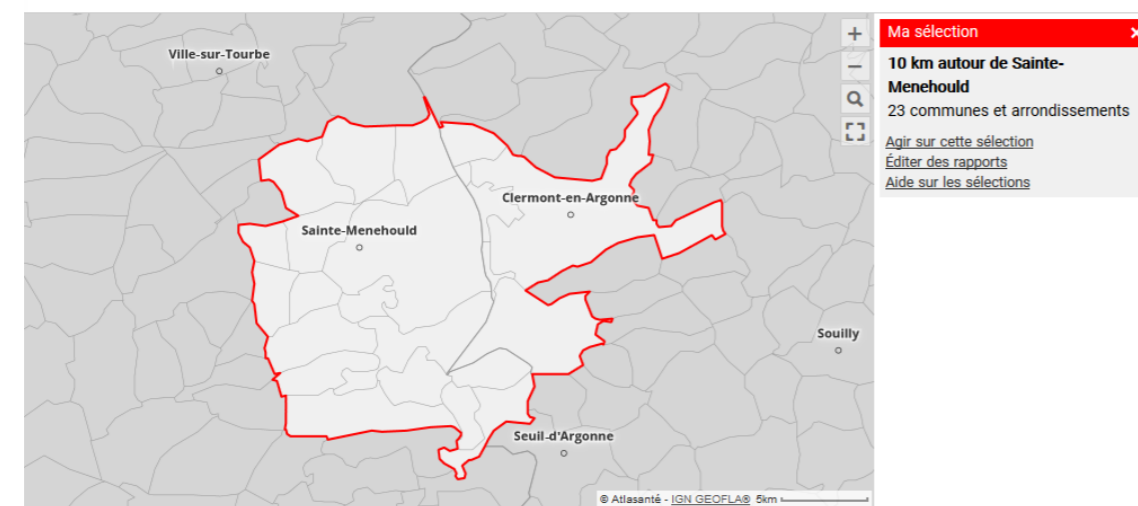 Ville-sur-Tourbe
Clermont-en-Argonne
Sainte-Menehould
Souilly
Seuil-d'Argonne
© Atlasanté - IGN GEOFLA® 5km
+
−
Ma sélection ×
10 km autour de Sainte-
Menehould
23 communes et arrondissements
Agir sur cette sélection
Éditer des rapports
Aide sur les sélections